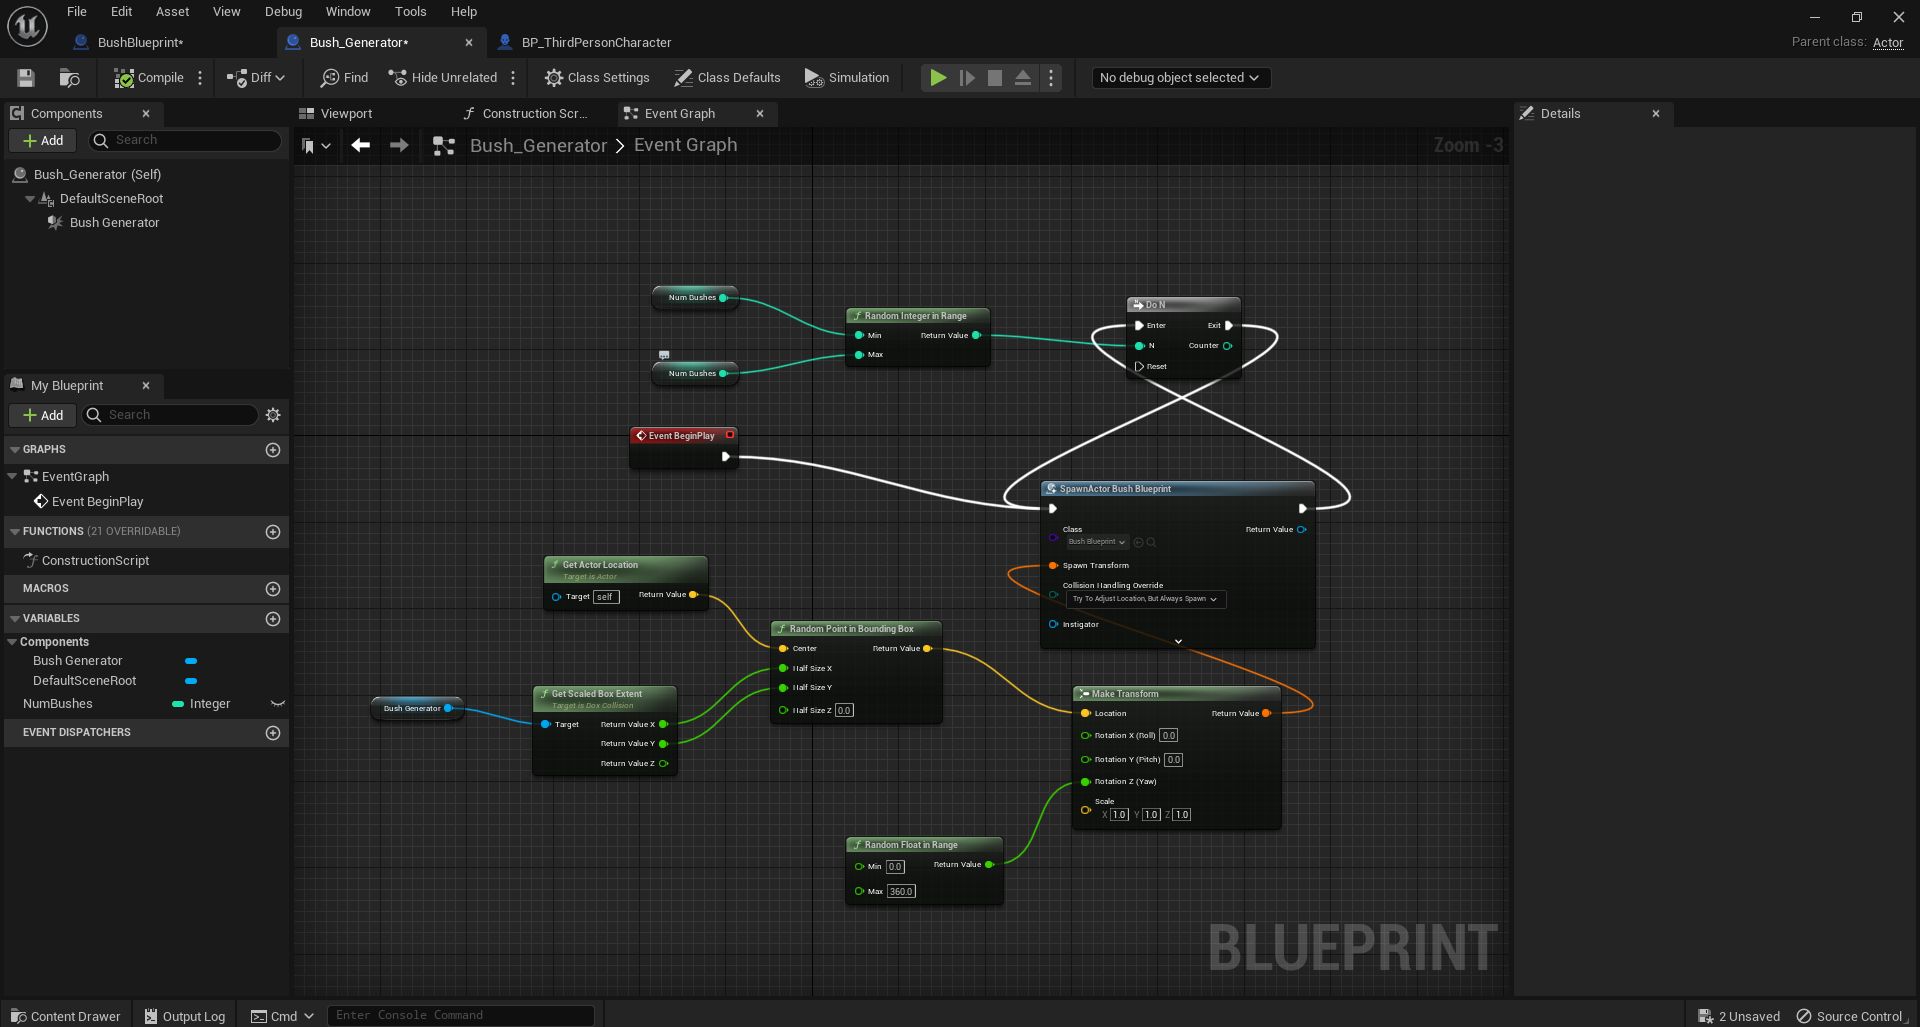 File Edit Asset View Debug Window Tools Help
BushBlueprint* Bush_Generator* BP_ThirdPersonCharacter
Parent class: Actor
Compile Diff Find Hide Unrelated Class Settings Class Defaults Simulation No debug object selected
Components
Add Search
Bush_Generator (Self)
DefaultSceneRoot
Bush Generator
My Blueprint
Add Search
GRAPHS
EventGraph
Event BeginPlay
FUNCTIONS (21 OVERRIDABLE)
ConstructionScript
MACROS
VARIABLES
Components
Bush Generator
DefaultSceneRoot
NumBushes Integer
EVENT DISPATCHERS
Viewport Construction Scr... Event Graph
Bush_Generator > Event Graph
Zoom -3
Num Bushes
Num Bushes
Random Integer in Range
Min Return Value
Max
Do N
Enter Exit
N Counter
Reset
Event BeginPlay
SpawnActor Bush Blueprint
Class Return Value
Bush Blueprint
Spawn Transform
Collision Handling Override
Try To Adjust Location, But Always Spawn
Instigator
Get Actor Location
Target is Actor
Target self Return Value
Random Point in Bounding Box
Center Return Value
Half Size X
Half Size Y
Half Size Z 0.0
Bush Generator
Get Scaled Box Extent
Target is Box Collision
Target Return Value X
Return Value Y
Return Value Z
Make Transform
Location Return Value
Rotation X (Roll) 0.0
Rotation Y (Pitch) 0.0
Rotation Z (Yaw)
Scale
X 1.0 Y 1.0 Z 1.0
Random Float in Range
Min 0.0 Return Value
Max 360.0
BLUEPRINT
Details
Content Drawer Output Log Cmd Enter Console Command 2 Unsaved Source Control